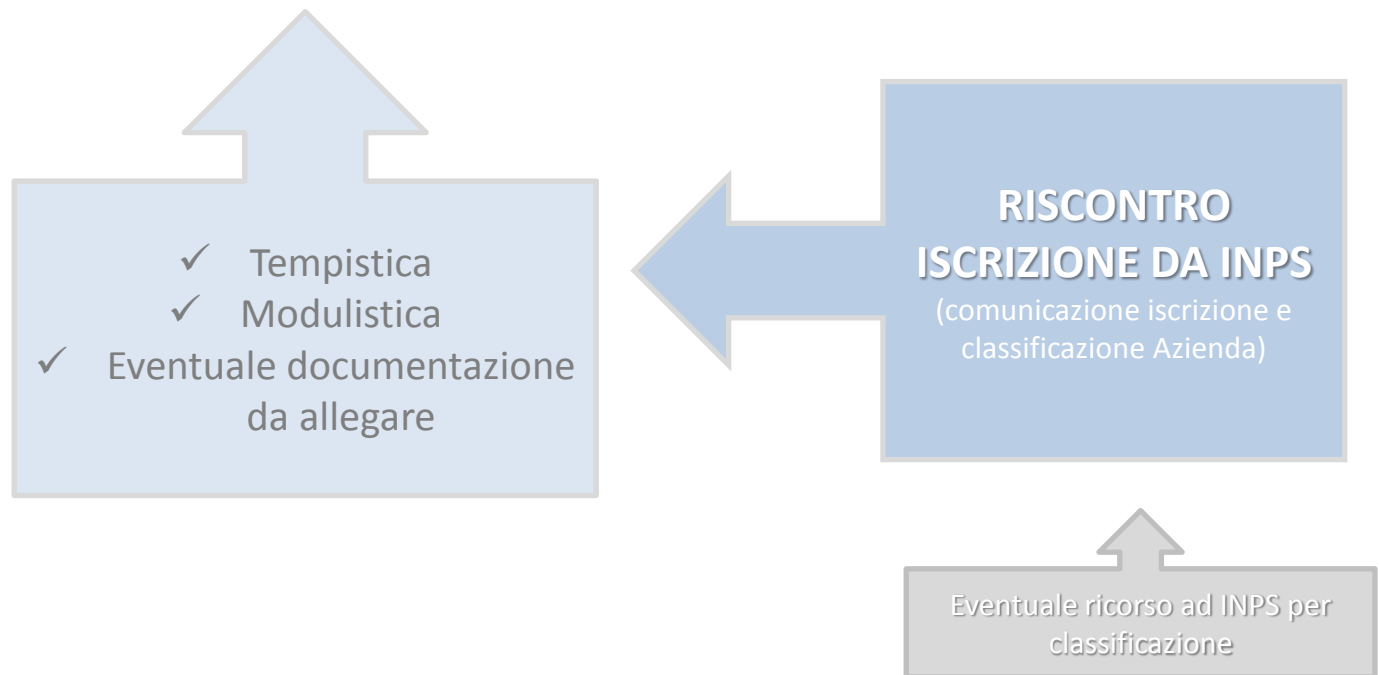 ✓ Tempistica
✓ Modulistica
✓ Eventuale documentazione
da allegare
RISCONTRO
ISCRIZIONE DA INPS
(comunicazione iscrizione e
classificazione Azienda)
Eventuale ricorso ad INPS per
classificazione